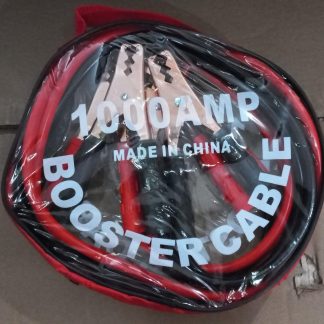 1000AMP
MADE IN CHINA
BOOSTER CABLE